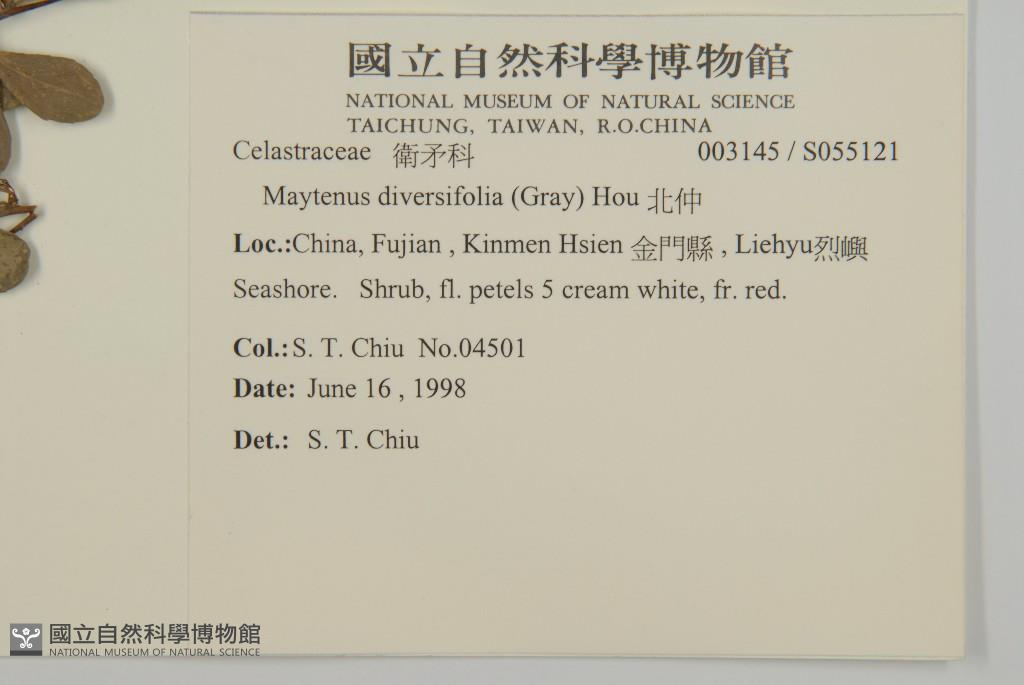 國立自然科學博物館
NATIONAL MUSEUM OF NATURAL SCIENCE
TAICHUNG, TAIWAN, R.O.CHINA
Celastraceae 衛矛科 003145 / S055121
Maytenus diversifolia (Gray) Hou 北仲
Loc.:China, Fujian , Kinmen Hsien 金門縣 , Liehyu烈嶼
Seashore. Shrub, fl. petels 5 cream white, fr. red.
Col.:S. T. Chiu No.04501
Date: June 16 , 1998
Det.: S. T. Chiu
國立自然科學博物館
NATIONAL MUSEUM OF NATURAL SCIENCE